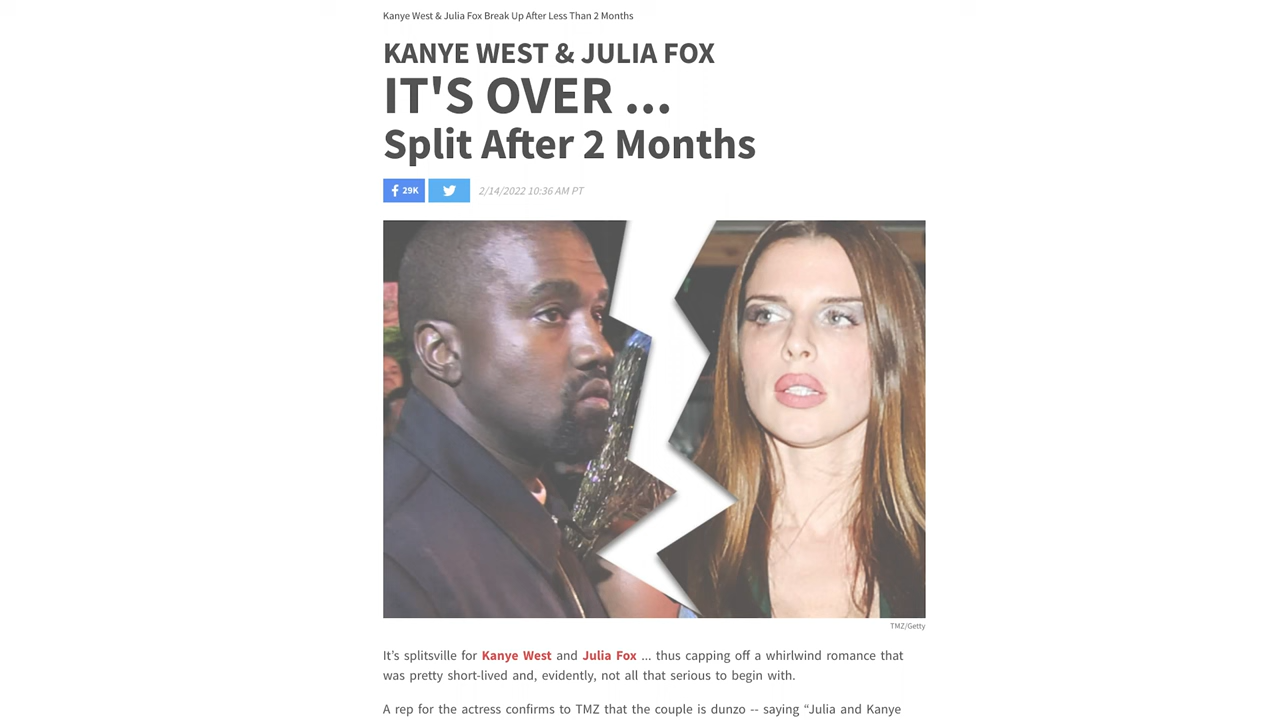 Kanye West & Julia Fox Break Up After Less Than 2 Months
KANYE WEST & JULIA FOX
IT'S OVER ...
Split After 2 Months
29K
2/14/2022 10:36 AM PT
TMZ/Getty
It’s splitsville for Kanye West and Julia Fox ... thus capping off a whirlwind romance that
was pretty short-lived and, evidently, not all that serious to begin with.
A rep for the actress confirms to TMZ that the couple is dunzo -- saying “Julia and Kanye